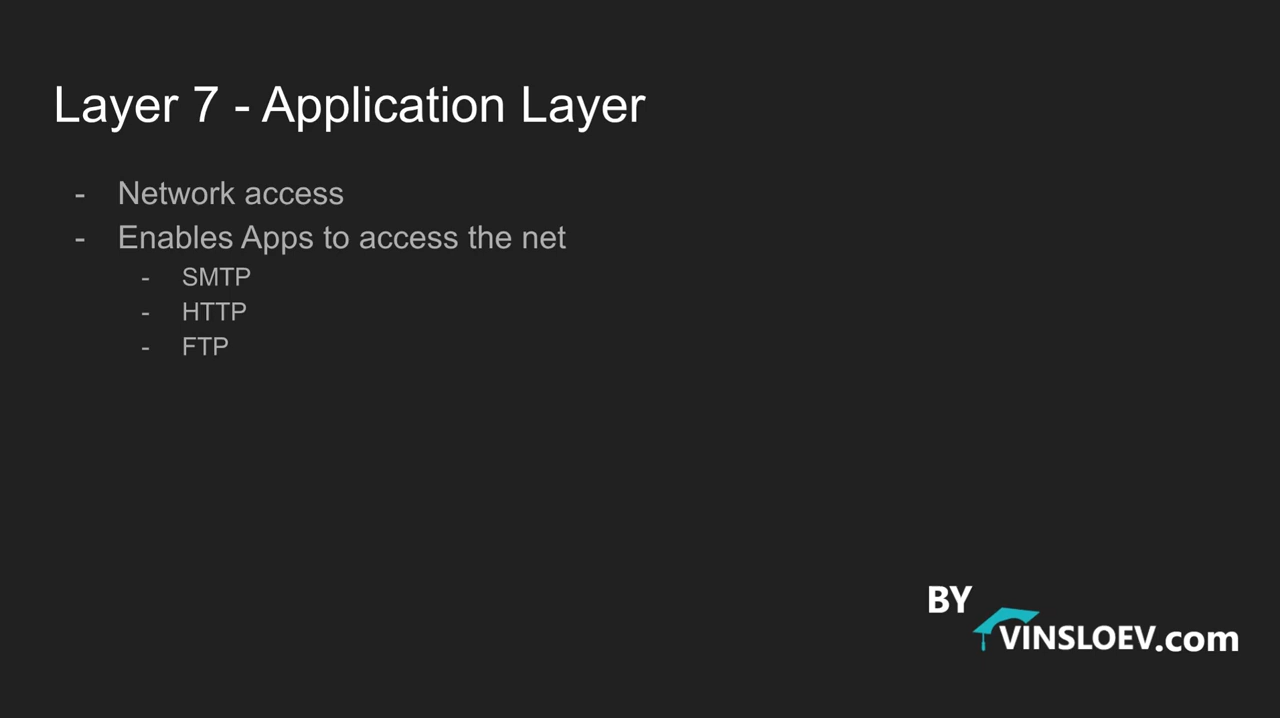 Layer 7 - Application Layer
- Network access
- Enables Apps to access the net
- SMTP
- HTTP
- FTP
BY
VINSLOEV.com